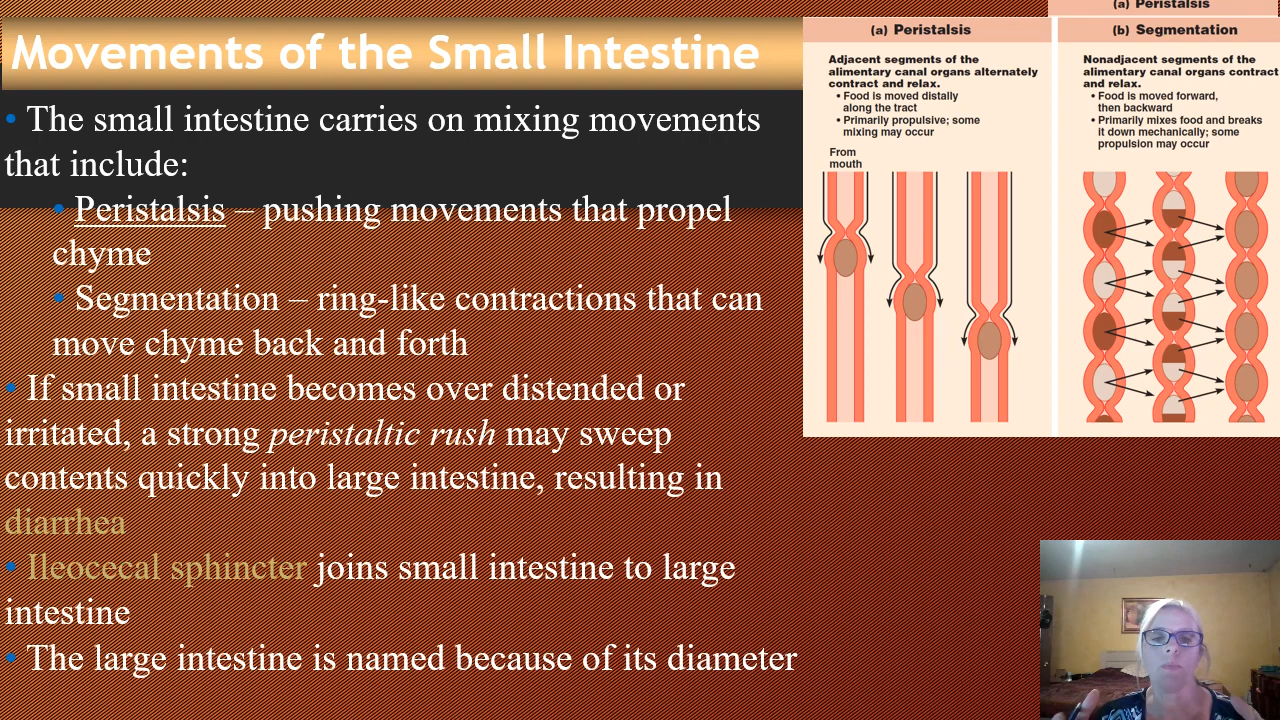 Movements of the Small Intestine
• The small intestine carries on mixing movements
that include:
• Peristalsis – pushing movements that propel
chyme
• Segmentation – ring-like contractions that can
move chyme back and forth
• If small intestine becomes over distended or
irritated, a strong peristaltic rush may sweep
contents quickly into large intestine, resulting in
diarrhea
• Ileocecal sphincter joins small intestine to large
intestine
• The large intestine is named because of its diameter
(a) Peristalsis
(a) Peristalsis
Adjacent segments of the
alimentary canal organs alternately
contract and relax.
• Food is moved distally
along the tract
• Primarily propulsive; some
mixing may occur
From
mouth
(b) Segmentation
Nonadjacent segments of the
alimentary canal organs contract
and relax.
• Food is moved forward,
then backward
• Primarily mixes food and breaks
it down mechanically; some
propulsion may occur